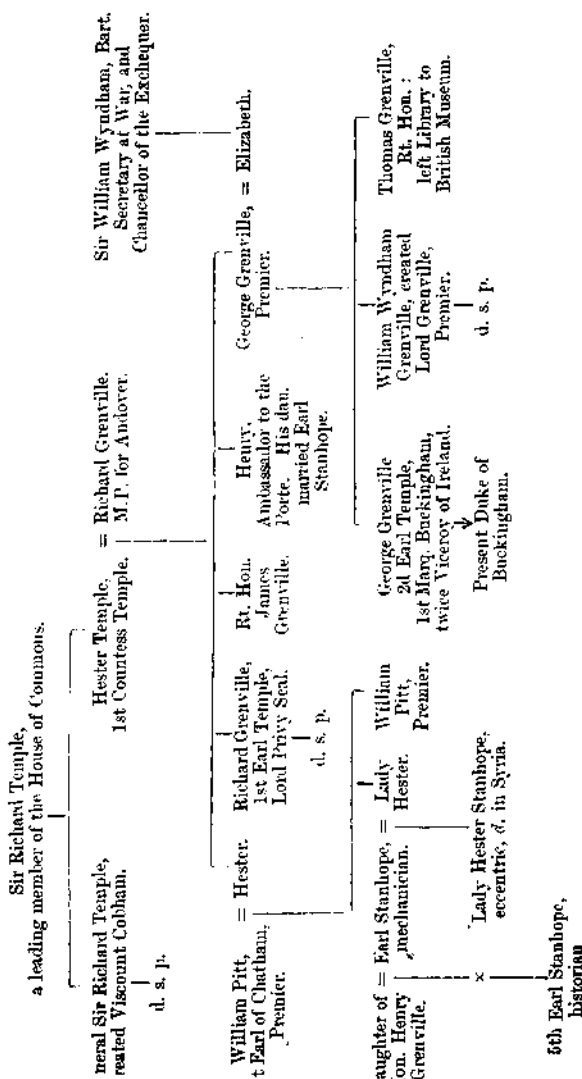 Sir Richard Temple,
a leading member of the House of Commons.
neral Sir Richard Temple,
reated Viscount Cobham.
d. s. p.
Hester Temple,
1st Countess Temple.
= Richard Grenville.
M.P. for Andover.
Sir William Wyndham, Bart.
Secretary at War, and
Chancellor of the Exchequer.
William Pitt,
t Earl of Chatham,
Premier.
= Hester.
Richard Grenville,
1st Earl Temple,
Lord Privy Seal.
d. s. p.
Rt. Hon.
James
Grenville.
Henry,
Ambassador to the
Porte. His dau.
married Earl
Stanhope.
George Grenville,
Premier.
= Elizabeth.
aughter of
on. Henry
Grenville.
= Earl Stanhope,
mechanician.
= Lady
Hester.
William
Pitt,
Premier.
George Grenville
2d Earl Temple,
1st Marq. Buckingham,
twice Viceroy of Ireland.
Present Duke of
Buckingham.
William Wyndham
Grenville, created
Lord Grenville,
Premier.
d. s. p.
Thomas Grenville,
Rt. Hon. :
left Library to
British Museum.
×
Lady Hester Stanhope,
eccentric, d. in Syria.
5th Earl Stanhope,
historian